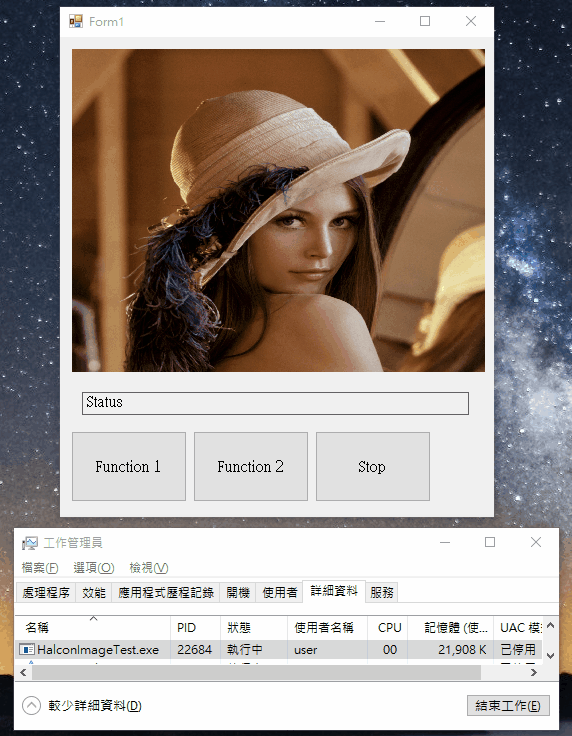 Form1
Status
Function 1 Function 2 Stop
工作管理員
檔案(F) 選項(O) 檢視(V)
處理程序 效能 應用程式歷程記錄 開機 使用者 詳細資料 服務
名稱 PID 狀態 使用者名稱 CPU 記憶體 (使... UAC 模
HalconImageTest.exe 22684 執行中 user 00 21,908 K 已停用
較少詳細資料(D) 結束工作(E)